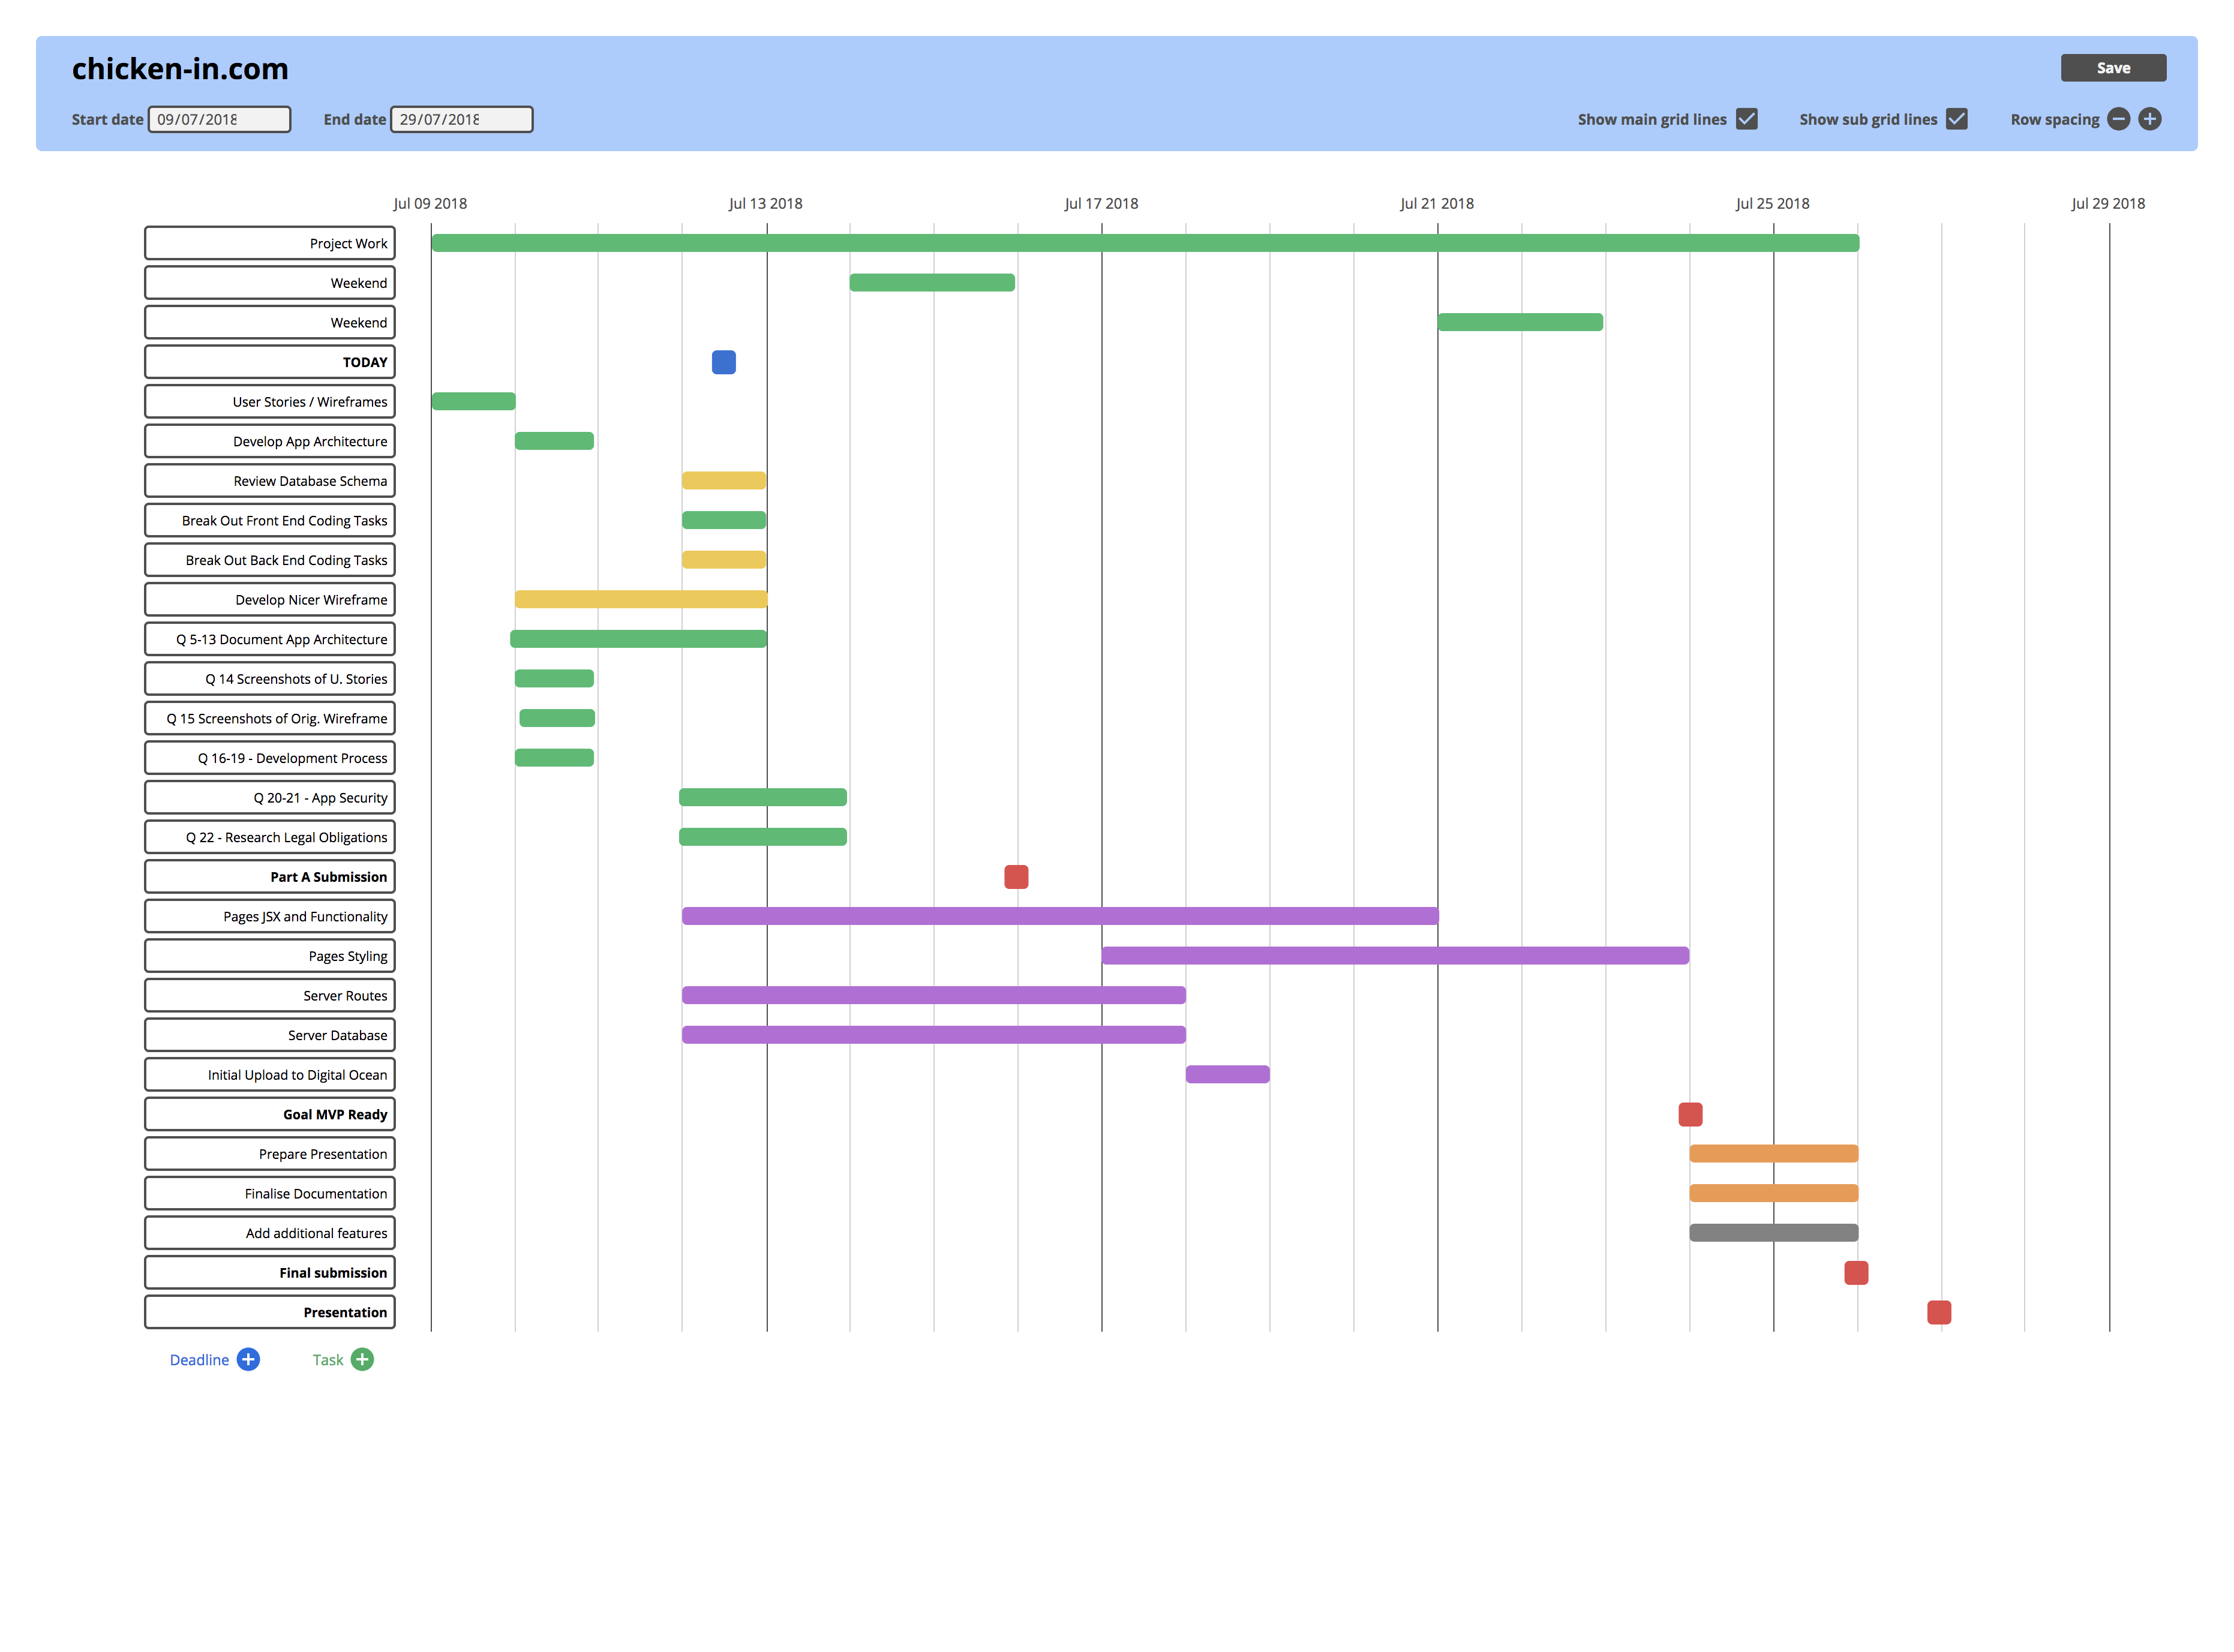 chicken-in.com
Save
Start date 09/07/2018 End date 29/07/2018 Show main grid lines Show sub grid lines Row spacing
Jul 09 2018 Jul 13 2018 Jul 17 2018 Jul 21 2018 Jul 25 2018 Jul 29 2018
Project Work
Weekend
Weekend
TODAY
User Stories / Wireframes
Develop App Architecture
Review Database Schema
Break Out Front End Coding Tasks
Break Out Back End Coding Tasks
Develop Nicer Wireframe
Q 5-13 Document App Architecture
Q 14 Screenshots of U. Stories
Q 15 Screenshots of Orig. Wireframe
Q 16-19 - Development Process
Q 20-21 - App Security
Q 22 - Research Legal Obligations
Part A Submission
Pages JSX and Functionality
Pages Styling
Server Routes
Server Database
Initial Upload to Digital Ocean
Goal MVP Ready
Prepare Presentation
Finalise Documentation
Add additional features
Final submission
Presentation
Deadline Task